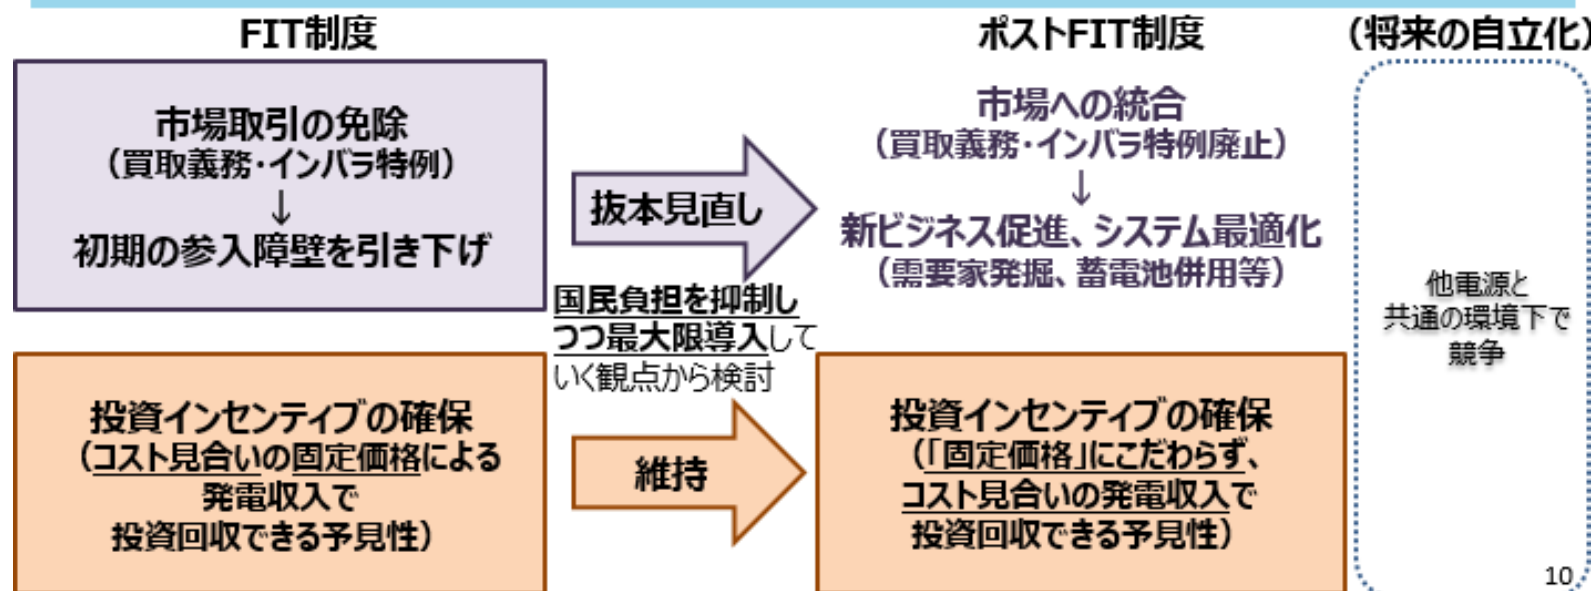 FIT制度
ポストFIT制度
（将来の自立化）
市場取引の免除
（買取義務・インバラ特例）
↓
初期の参入障壁を引き下げ
抜本見直し
市場への統合
（買取義務・インバラ特例廃止）
↓
新ビジネス促進、システム最適化
（需要家発掘、蓄電池併用等）
国民負担を抑制し
つつ最大限導入して
いく観点から検討
投資インセンティブの確保
（コスト見合いの固定価格による
発電収入で
投資回収できる予見性）
維持
投資インセンティブの確保
（「固定価格」にこだわらず、
コスト見合いの発電収入で
投資回収できる予見性）
他電源と
共通の環境下で
競争
10